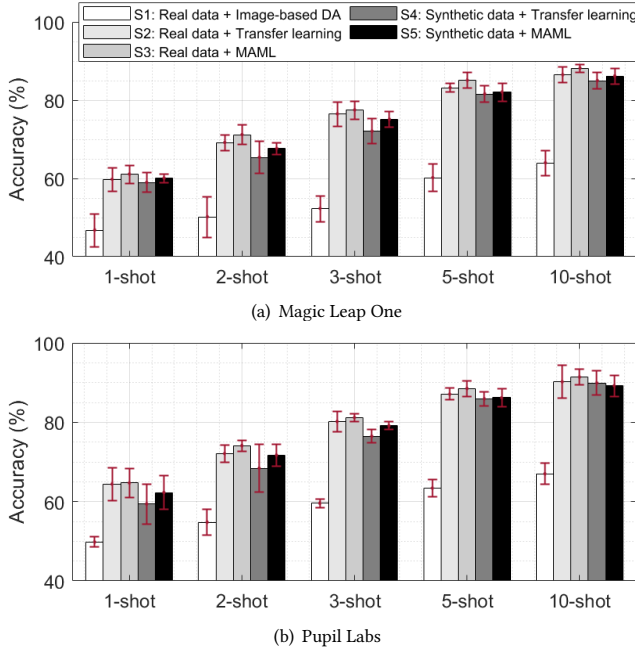 S1: Real data + Image-based DA
S2: Real data + Transfer learning
S3: Real data + MAML
S4: Synthetic data + Transfer learning
S5: Synthetic data + MAML
Accuracy (%)
100
80
60
40
1-shot 2-shot 3-shot 5-shot 10-shot
(a) Magic Leap One
Accuracy (%)
100
80
60
40
1-shot 2-shot 3-shot 5-shot 10-shot
(b) Pupil Labs